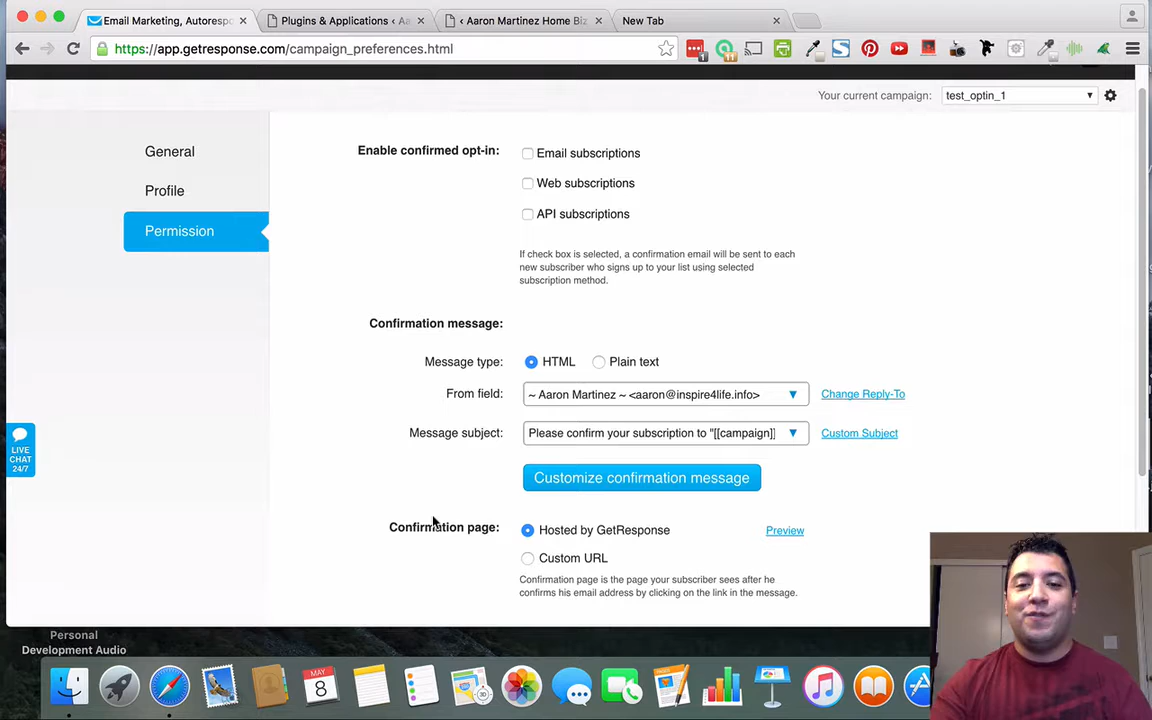 Email Marketing, Autorespo
Plugins & Applications ‹ Aa
‹ Aaron Martinez Home Biz
New Tab
https://app.getresponse.com/campaign_preferences.html
Your current campaign:
test_optin_1
General
Profile
Permission
Enable confirmed opt-in:
Email subscriptions
Web subscriptions
API subscriptions
If check box is selected, a confirmation email will be sent to each
new subscriber who signs up to your list using selected
subscription method.
Confirmation message:
Message type:
HTML
Plain text
From field:
~ Aaron Martinez ~ <aaron@inspire4life.info>
Change Reply-To
Message subject:
Please confirm your subscription to "[[campaign]]
Custom Subject
Customize confirmation message
Confirmation page:
Hosted by GetResponse
Preview
Custom URL
Confirmation page is the page your subscriber sees after he
confirms his email address by clicking on the link in the message.
LIVE
CHAT
24/7
Personal
Development Audio
MAY
8